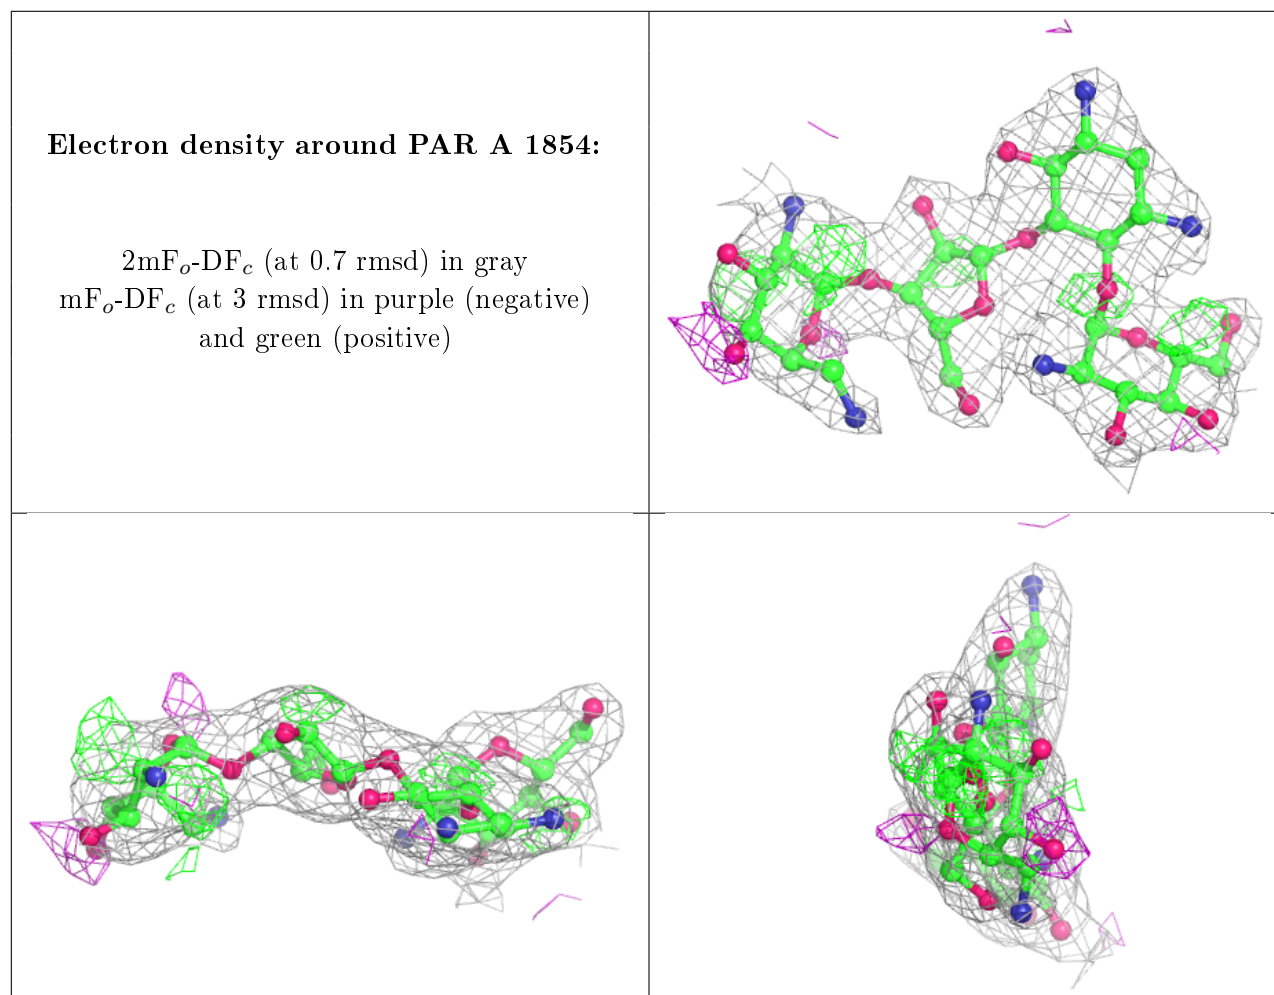 Electron density around PAR A 1854:
2mFo-DFc (at 0.7 rmsd) in gray
mFo-DFc (at 3 rmsd) in purple (negative)
and green (positive)